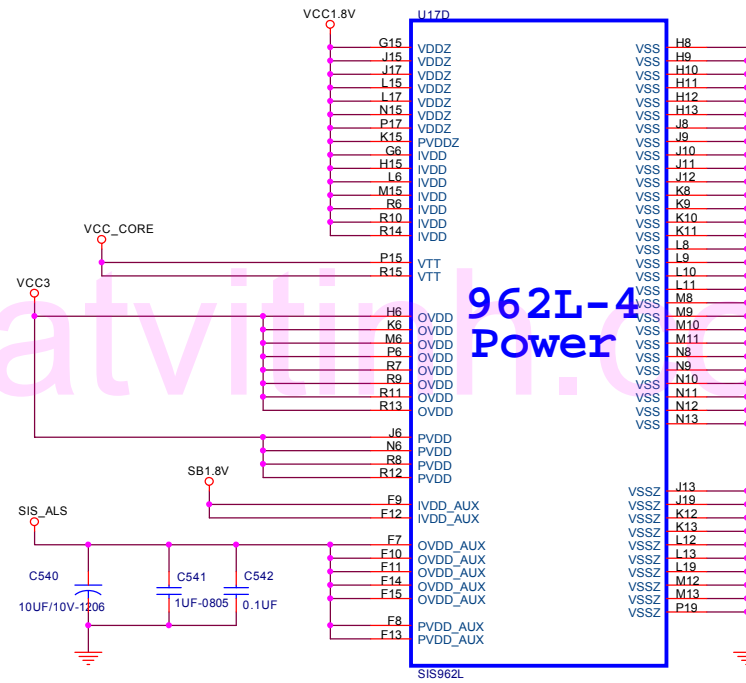 VCC1.8V
U17D
G15 VDDZ VSS H8
J15 VDDZ VSS H9
J17 VDDZ VSS H10
L15 VDDZ VSS H11
L17 VDDZ VSS H12
N15 VDDZ VSS H13
P17 VDDZ VSS J8
K15 PVDDZ VSS J9
G6 IVDD VSS J10
H15 IVDD VSS J11
L6 IVDD VSS J12
M15 IVDD VSS K8
R6 IVDD VSS K9
R10 IVDD VSS K10
R14 IVDD VSS K11
VSS L8
VCC_CORE
P15 VTT VSS L9
R15 VTT VSS L10
VSS L11
VCC3
VSS M8
H6 OVDD VSS M9
K6 OVDD VSS M10
M6 OVDD VSS M11
P6 OVDD VSS N8
R7 OVDD VSS N9
R9 OVDD VSS N10
R11 OVDD VSS N11
R13 OVDD VSS N12
VSS N13
962L-4
Power
atvitinh.co
J6 PVDD
N6 PVDD
R8 PVDD
R12 PVDD
SB1.8V
F9 IVDD_AUX
F12 IVDD_AUX
VSSZ J13
VSSZ J19
VSSZ K12
VSSZ K13
VSSZ L12
VSSZ L13
VSSZ L19
VSSZ M12
VSSZ M13
VSSZ P19
SIS_ALS
F7 OVDD_AUX
F10 OVDD_AUX
F11 OVDD_AUX
F14 OVDD_AUX
F15 OVDD_AUX
F8 PVDD_AUX
F13 PVDD_AUX
C540
10UF/10V-1206
C541
1UF-0805
C542
0.1UF
SIS962L